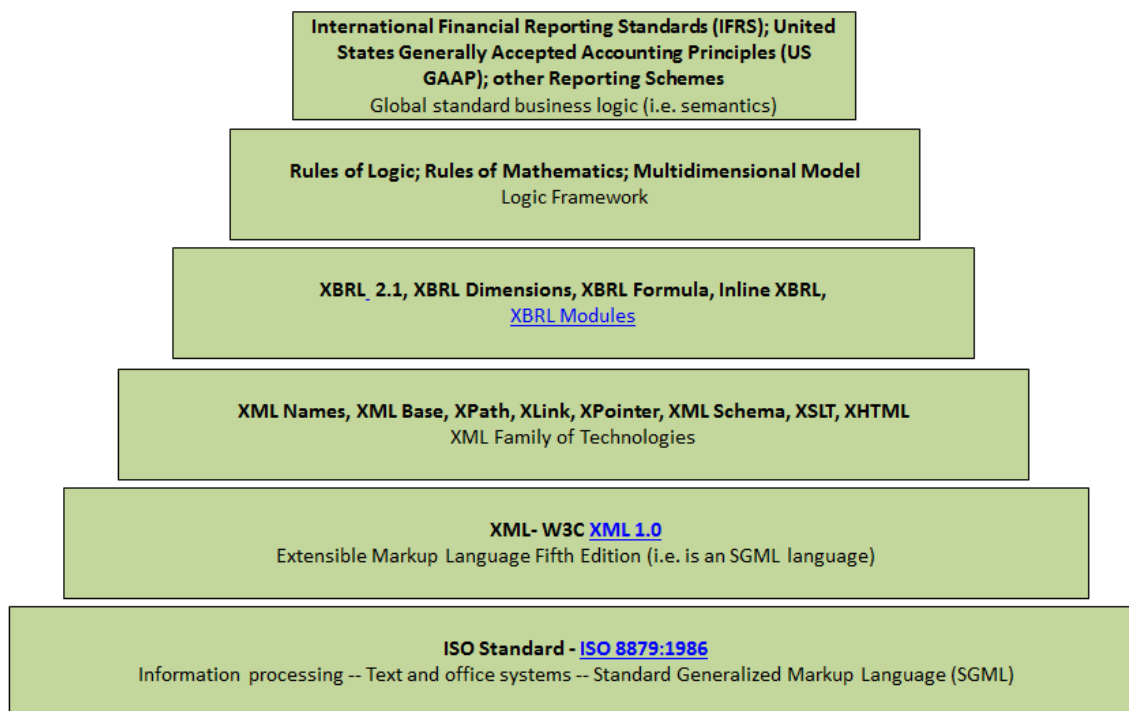 International Financial Reporting Standards (IFRS); United
States Generally Accepted Accounting Principles (US
GAAP); other Reporting Schemes
Global standard business logic (i.e. semantics)
Rules of Logic; Rules of Mathematics; Multidimensional Model
Logic Framework
XBRL 2.1, XBRL Dimensions, XBRL Formula, Inline XBRL,
XBRL Modules
XML Names, XML Base, XPath, XLink, XPointer, XML Schema, XSLT, XHTML
XML Family of Technologies
XML- W3C XML 1.0
Extensible Markup Language Fifth Edition (i.e. is an SGML language)
ISO Standard - ISO 8879:1986
Information processing -- Text and office systems -- Standard Generalized Markup Language (SGML)